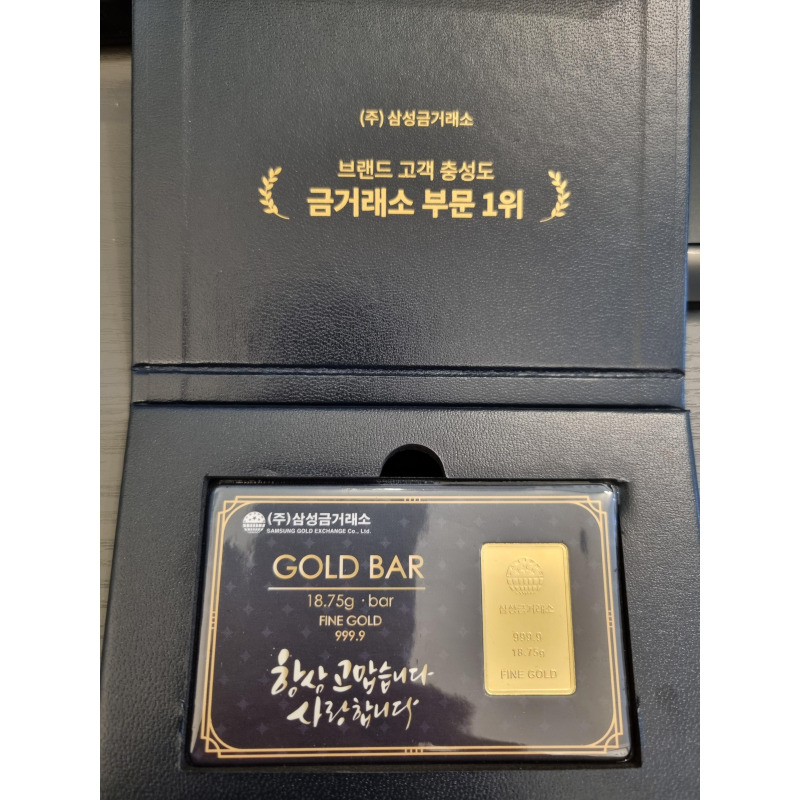 (주) 삼성금거래소
브랜드 고객 충성도
금거래소 부문 1위
(주)삼성금거래소
SAMSUNG GOLD EXCHANGE Co., Ltd.
GOLD BAR
18.75g · bar
FINE GOLD
999.9
항상 고맙습니다
사랑합니다
삼성금거래소
999.9
18.75g
FINE GOLD